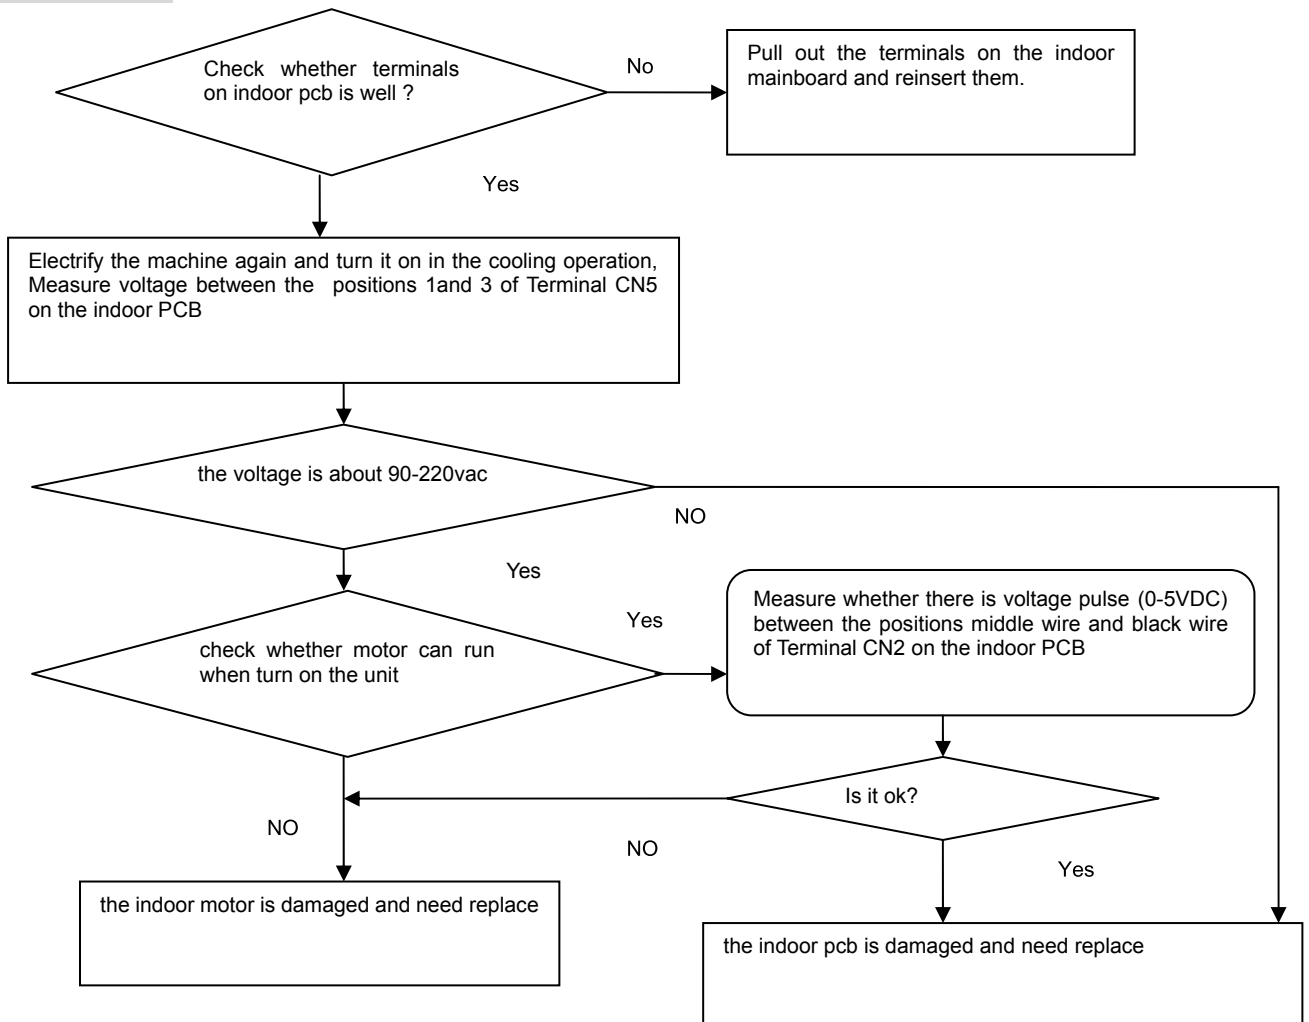 Check whether terminals
on indoor pcb is well ?
No
Pull out the terminals on the indoor
mainboard and reinsert them.
Yes
Electrify the machine again and turn it on in the cooling operation,
Measure voltage between the positions 1and 3 of Terminal CN5
on the indoor PCB
the voltage is about 90-220vac
NO
Yes
check whether motor can run
when turn on the unit
Yes
Measure whether there is voltage pulse (0-5VDC)
between the positions middle wire and black wire
of Terminal CN2 on the indoor PCB
Is it ok?
NO
NO
Yes
the indoor motor is damaged and need replace
the indoor pcb is damaged and need replace